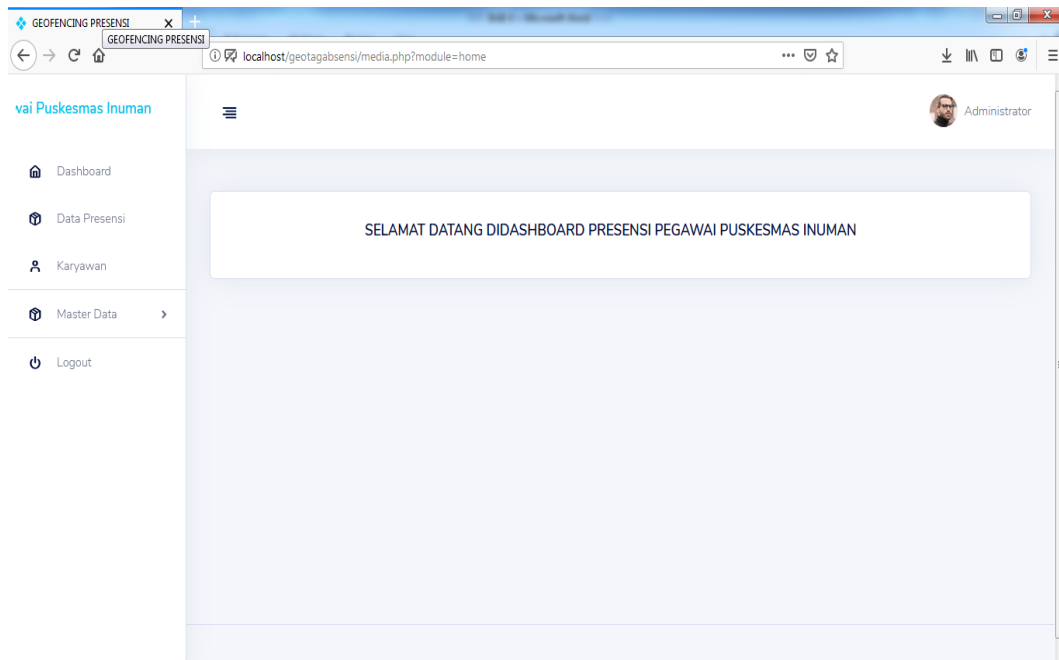 GEOFENCING PRESENSI
GEOFENCING PRESENSI
localhost/geotagabsensi/media.php?module=home
vai Puskesmas Inuman
Administrator
Dashboard
Data Presensi
Karyawan
Master Data
Logout
SELAMAT DATANG DIDASHBOARD PRESENSI PEGAWAI PUSKESMAS INUMAN